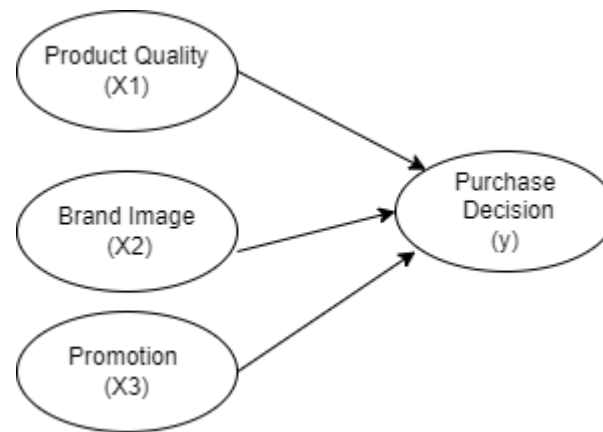 Product Quality
(X1)
Brand Image
(X2)
Promotion
(X3)
Purchase
Decision
(y)